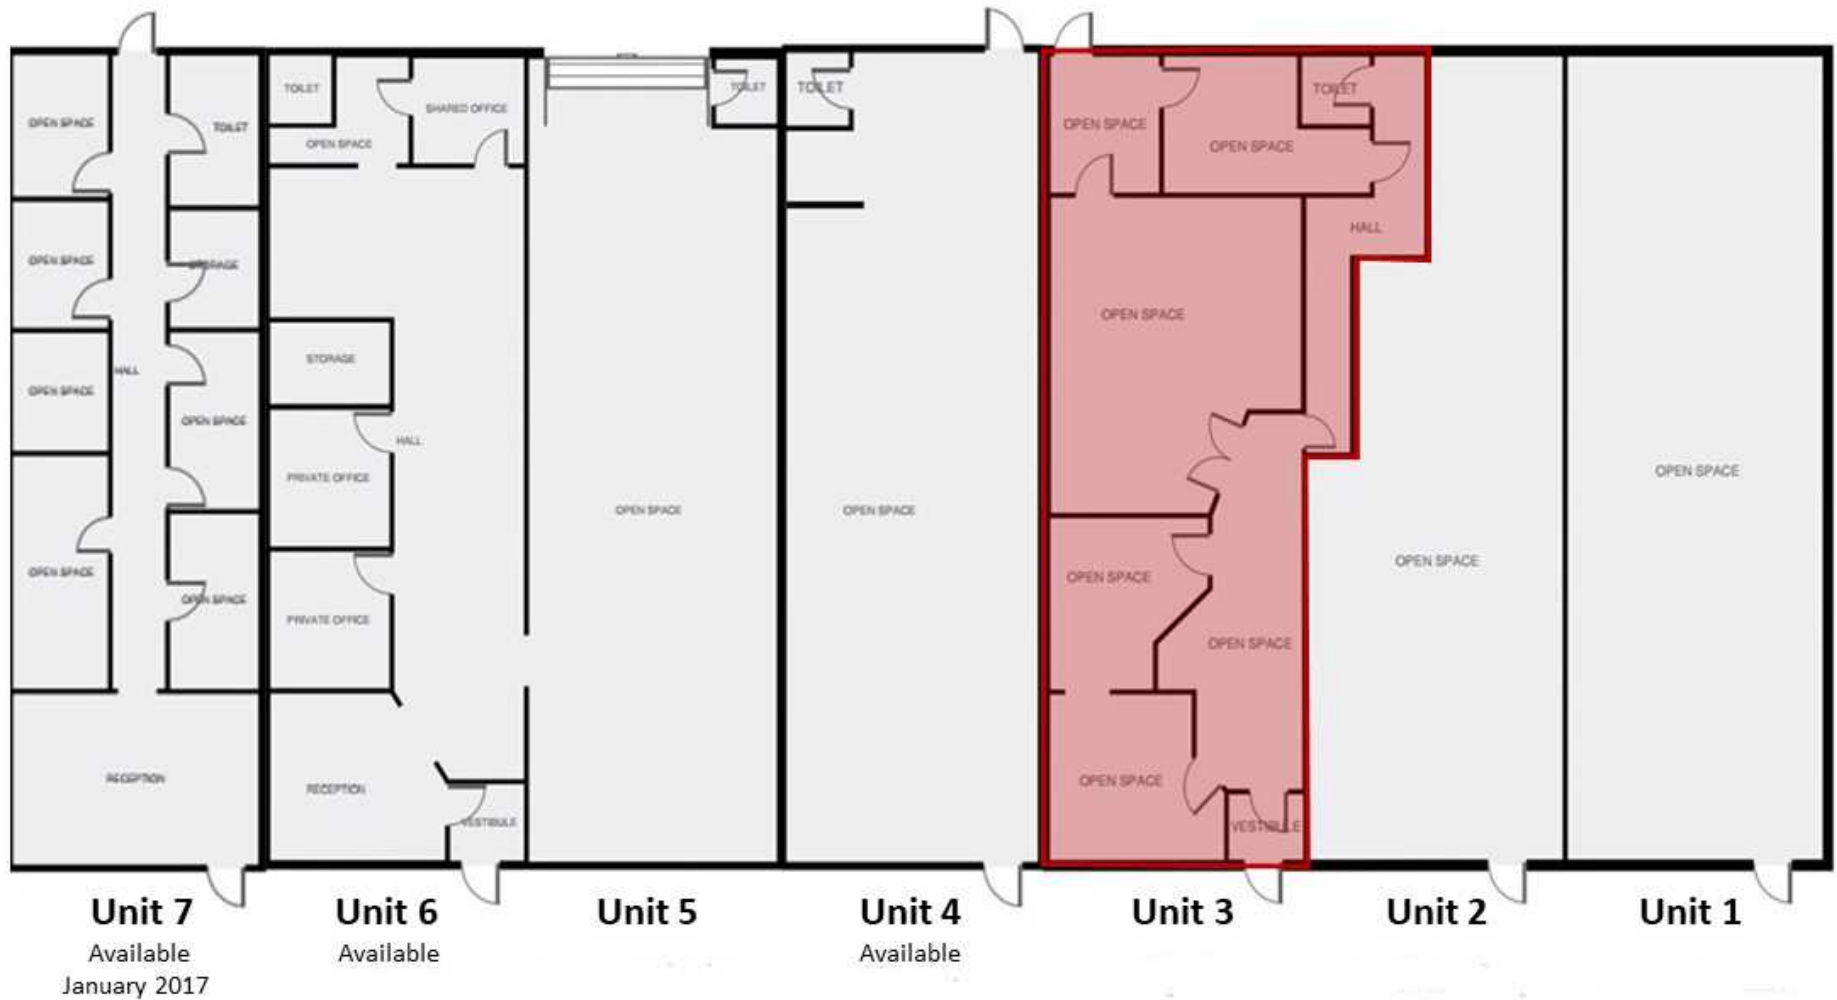 OPEN SPACE
TOILET
OPEN SPACE
STORAGE
OPEN SPACE
HALL
OPEN SPACE
OPEN SPACE
OPEN SPACE
RECEPTION
TOILET
SHARED OFFICE
OPEN SPACE
STORAGE
HALL
PRIVATE OFFICE
PRIVATE OFFICE
RECEPTION
VESTIBULE
TOILET
OPEN SPACE
TOILET
OPEN SPACE
TOILET
OPEN SPACE
OPEN SPACE
HALL
OPEN SPACE
OPEN SPACE
OPEN SPACE
OPEN SPACE
VESTIBULE
OPEN SPACE
OPEN SPACE
Unit 7
Available
January 2017
Unit 6
Available
Unit 5
Unit 4
Available
Unit 3
Unit 2
Unit 1